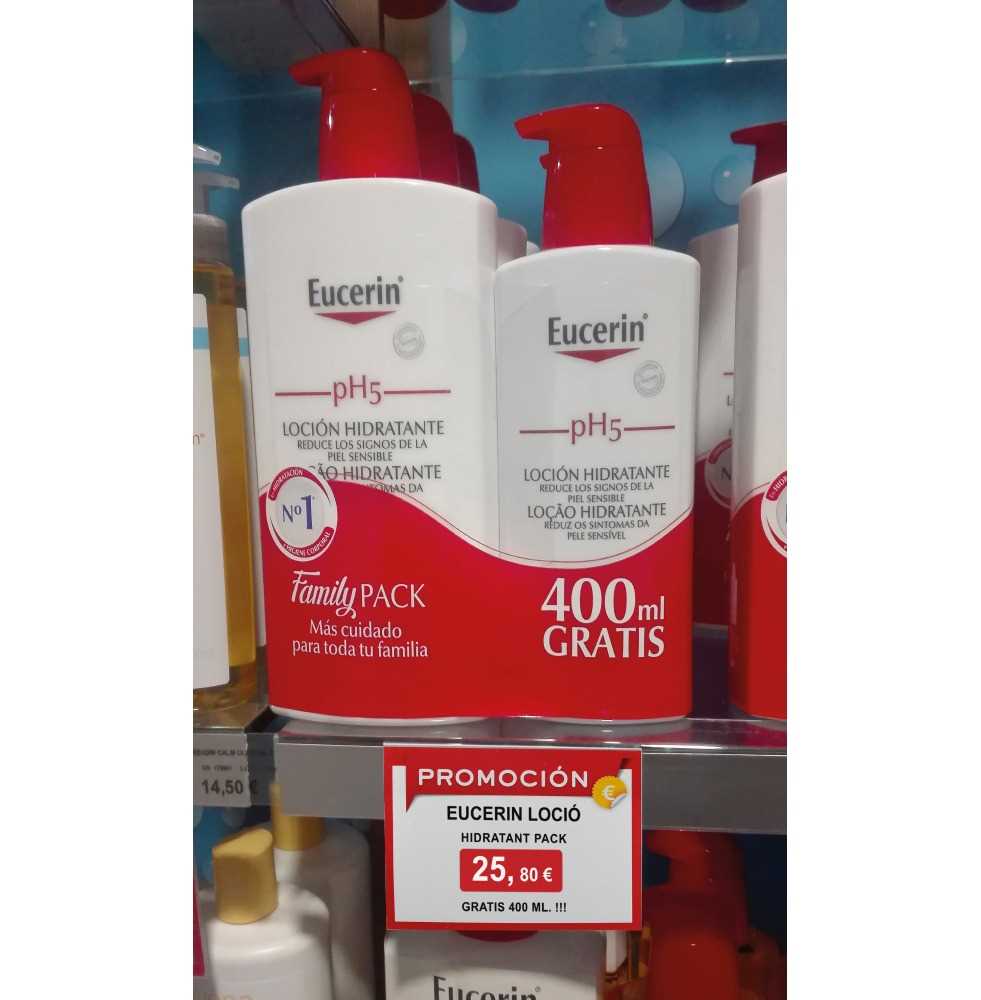 Eucerin
pH5
LOCIÓN HIDRATANTE
REDUCE LOS SIGNOS DE LA
PIEL SENSIBLE
HIDRATANTE
Nº1
Family PACK
Más cuidado
para toda tu familia
Eucerin
pH5
LOCIÓN HIDRATANTE
REDUCE LOS SIGNOS DE LA
PIEL SENSIBLE
LOÇÃO HIDRATANTE
REDUZ OS SINTOMAS DA
PELE SENSÍVEL
400ml
GRATIS
14,50 €
PROMOCIÓN
€
EUCERIN LOCIÓ
HIDRATANT PACK
25, 80 €
GRATIS 400 ML. !!!
Eucerin